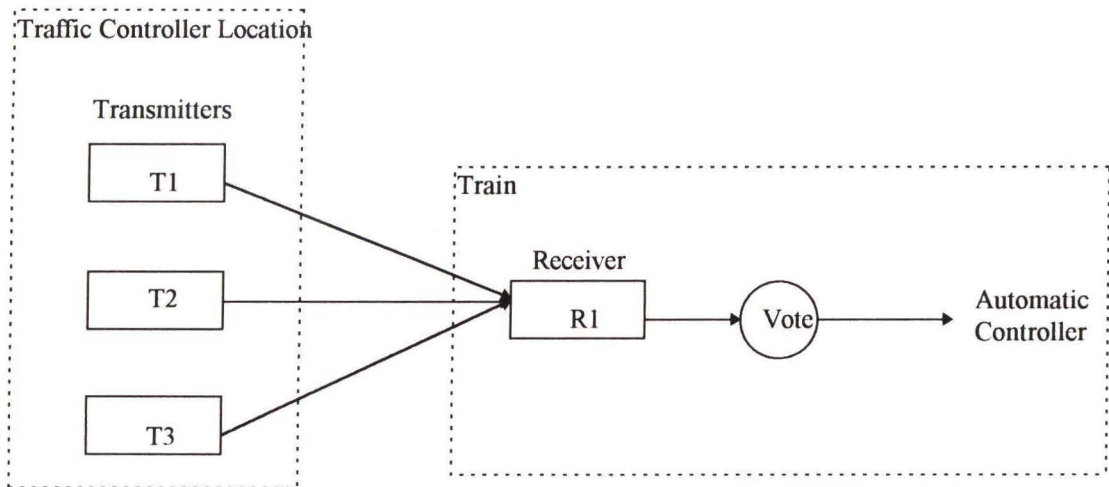 Traffic Controller Location
Transmitters
T1
Train
Receiver
T2
R1
Vote
Automatic
Controller
T3